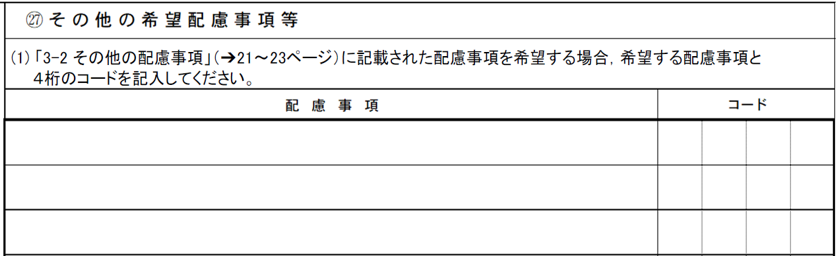 ㉗その他の希望配慮事項等
(1)「3-2 その他の配慮事項」(➔21～23ページ)に記載された配慮事項を希望する場合，希望する配慮事項と
４桁のコードを記入してください。
配慮事項 コード